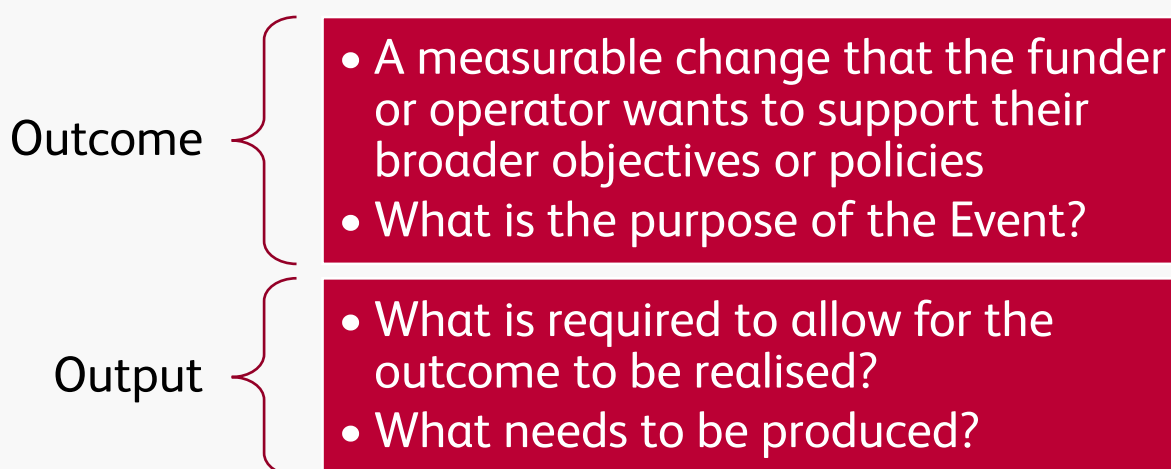 Outcome
• A measurable change that the funder
or operator wants to support their
broader objectives or policies
• What is the purpose of the Event?
Output
• What is required to allow for the
outcome to be realised?
• What needs to be produced?